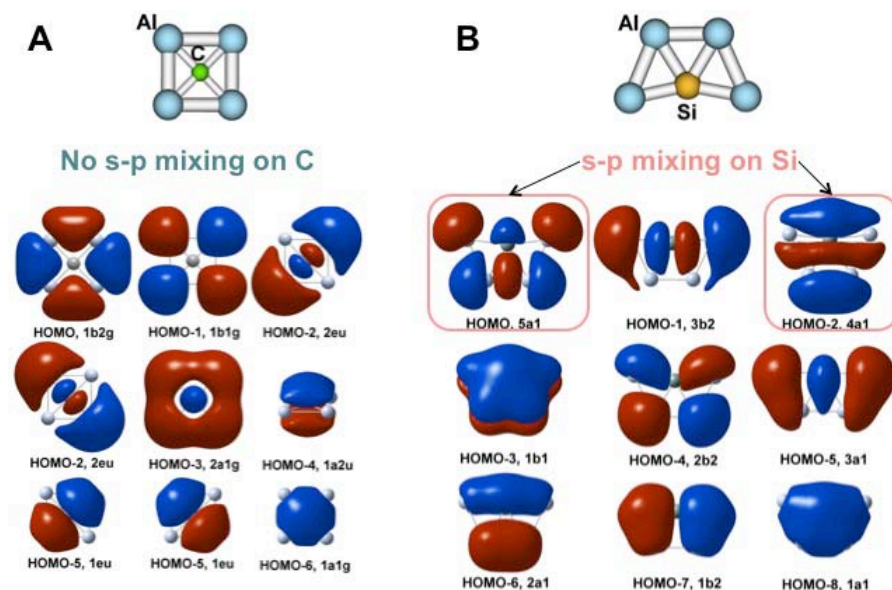 A
Al
C
No s-p mixing on C
HOMO, 1b2g
HOMO-1, 1b1g
HOMO-2, 2eu
HOMO-2, 2eu
HOMO-3, 2a1g
HOMO-4, 1a2u
HOMO-5, 1eu
HOMO-5, 1eu
HOMO-6, 1a1g
B
Al
Si
s-p mixing on Si
HOMO, 5a1
HOMO-1, 3b2
HOMO-2, 4a1
HOMO-3, 1b1
HOMO-4, 2b2
HOMO-5, 3a1
HOMO-6, 2a1
HOMO-7, 1b2
HOMO-8, 1a1